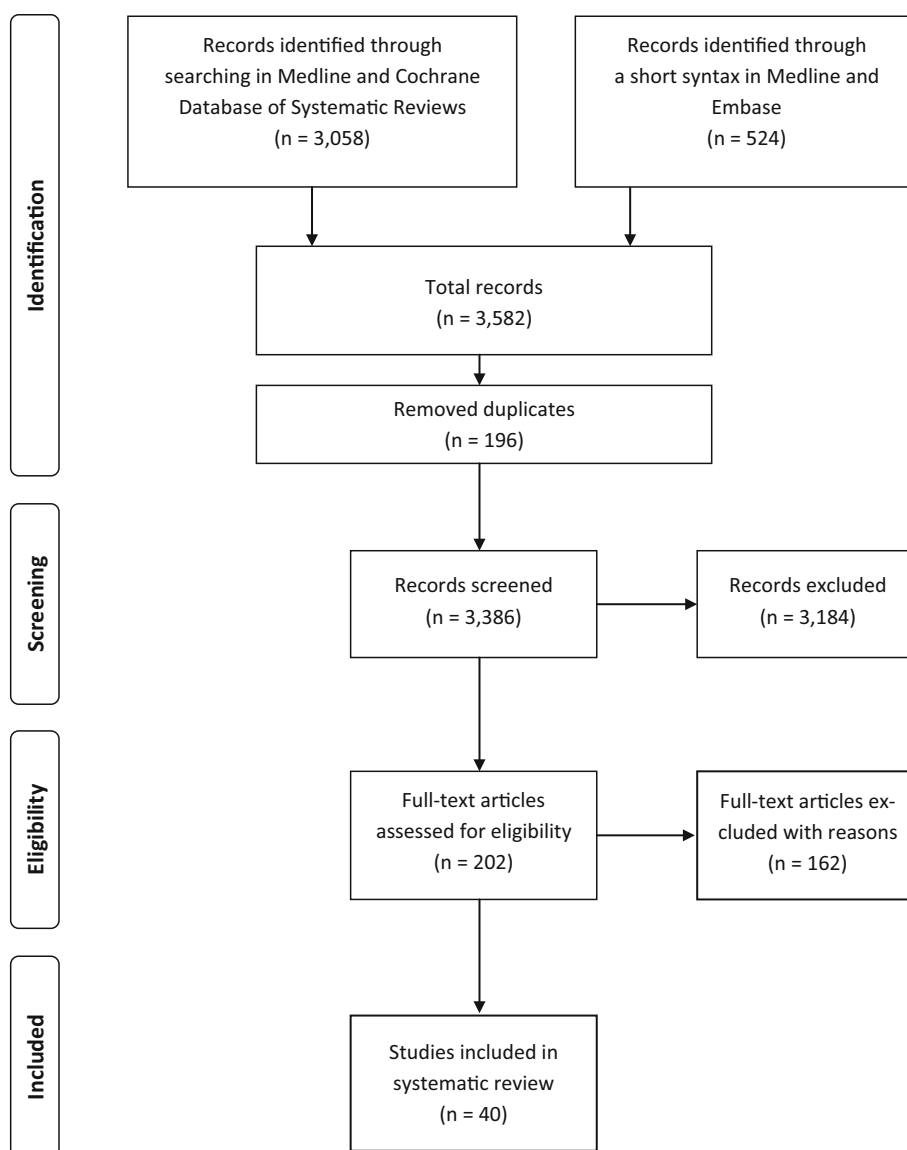 Identification
Records identified through
searching in Medline and Cochrane
Database of Systematic Reviews
(n = 3,058)
Records identified through
a short syntax in Medline and
Embase
(n = 524)
Total records
(n = 3,582)
Removed duplicates
(n = 196)
Screening
Records screened
(n = 3,386)
Records excluded
(n = 3,184)
Eligibility
Full-text articles
assessed for eligibility
(n = 202)
Full-text articles ex-
cluded with reasons
(n = 162)
Included
Studies included in
systematic review
(n = 40)